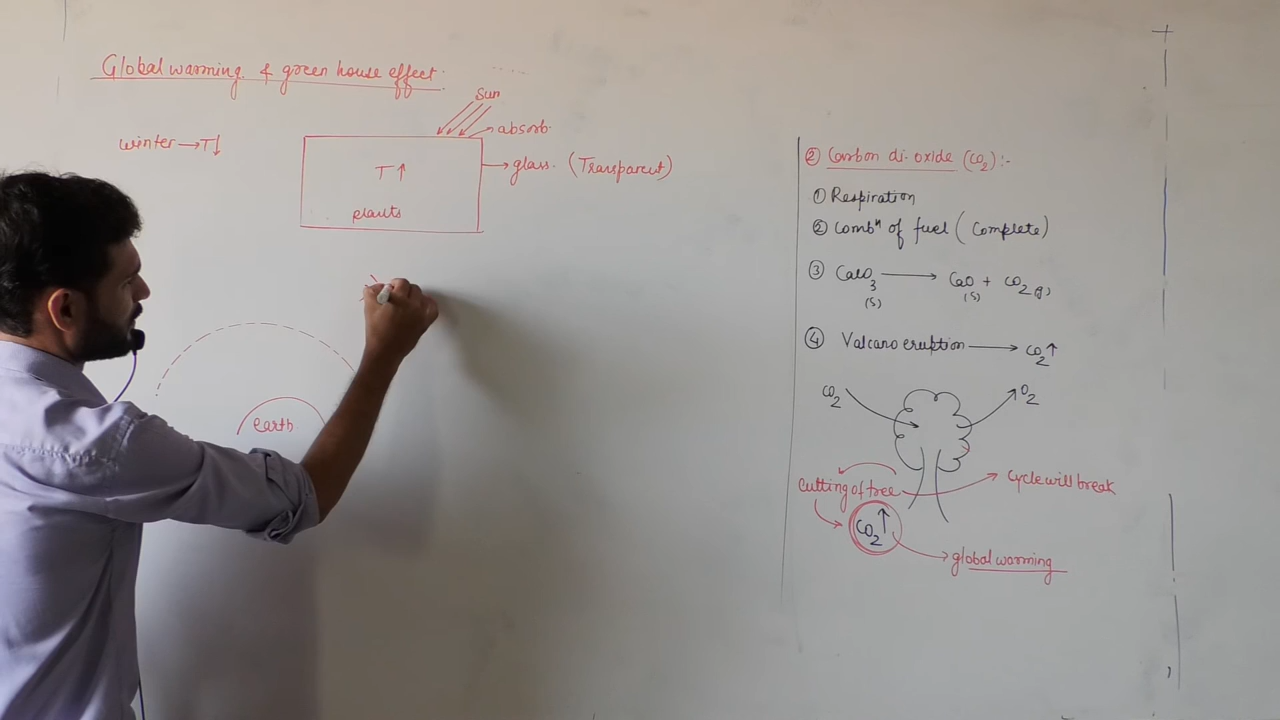 Global warming & green house effect.
Sun
absorb.
winter → T↓
glass. (Transparent)
T ↑
plants
earth
② Carbon di-oxide (CO2) :-
① Respiration
② Combⁿ of fuel (Complete)
③ CaCO3 (s) → CaO (s) + CO2 (g)
④ Valcano eruption → CO2 ↑
CO2
O2
cutting of tree
cycle will break
CO2 ↑
global warming